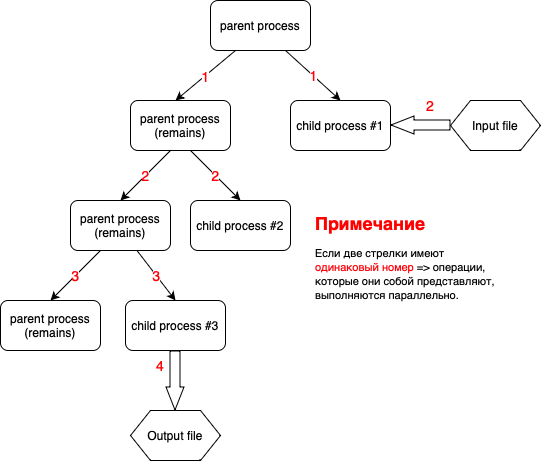 parent process
1
1
parent process
(remains)
child process #1
2
Input file
2
2
parent process
(remains)
child process #2
Примечание
Если две стрелки имеют
одинаковый номер => операции,
которые они собой представляют,
выполняются параллельно.
3
3
parent process
(remains)
child process #3
4
Output file